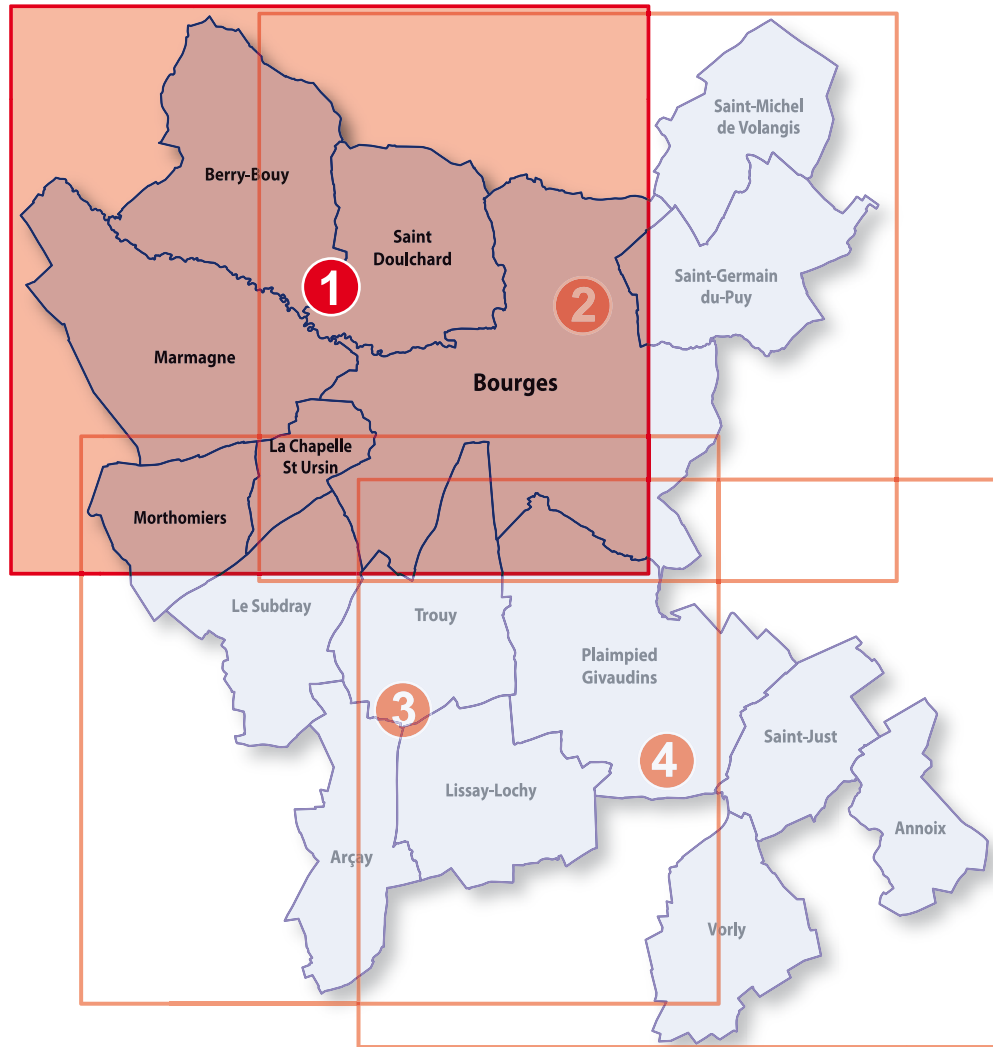 Saint-Michel
de Volangis
Berry-Bouy
Saint
Doulchard
Saint-Germain
du-Puy
1
2
Marmagne
Bourges
La Chapelle
St Ursin
Morthomiers
Le Subdray
Trouy
Plaimpied
Givaudins
3
Saint-Just
4
Lissay-Lochy
Annoix
Arçay
Vorly